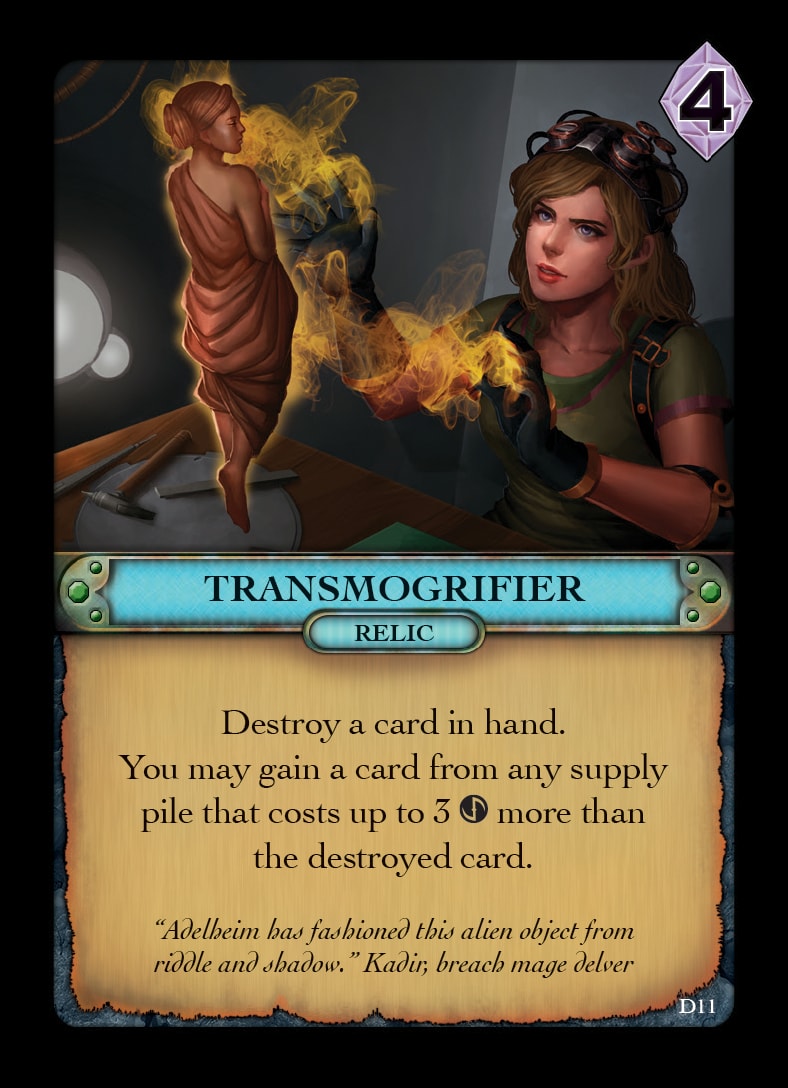 4
TRANSMOGRIFIER
RELIC
Destroy a card in hand.
You may gain a card from any supply
pile that costs up to 3 more than
the destroyed card.
“Adelheim has fashioned this alien object from
riddle and shadow.” Kadir, breach mage delver
D11